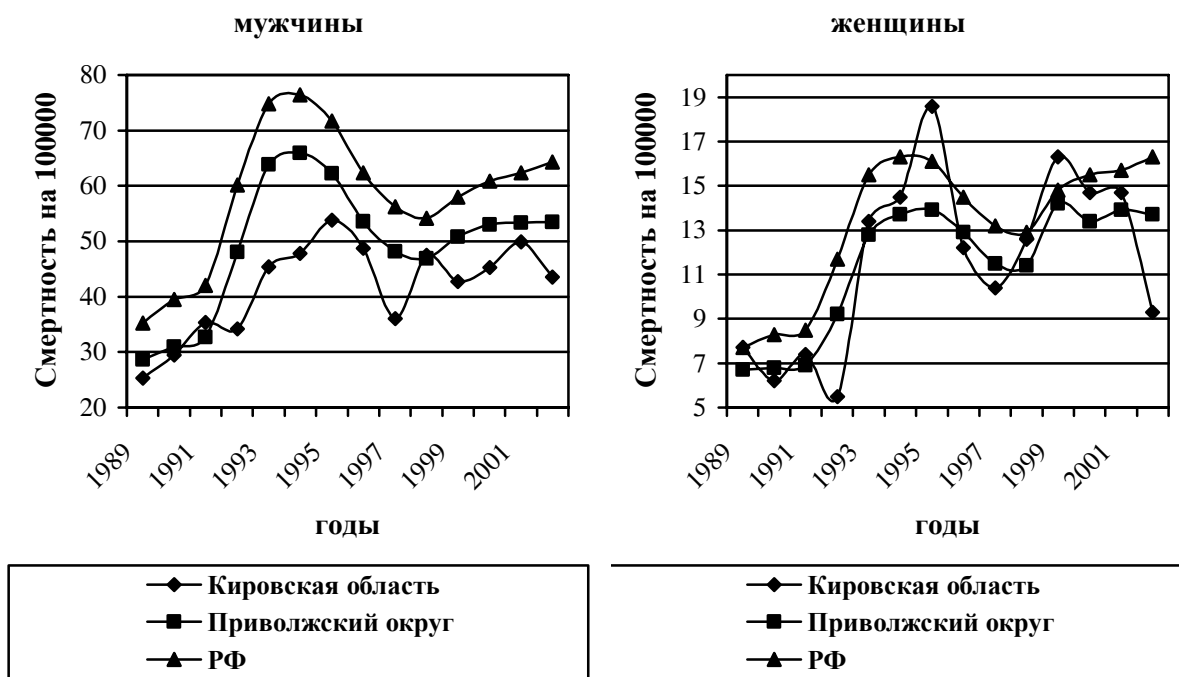 мужчины
Смертность на 100000
80
70
60
50
40
30
20
1989
1991
1993
1995
1997
1999
2001
годы
Кировская область
Приволжский округ
РФ
женщины
Смертность на 100000
19
17
15
13
11
9
7
5
1989
1991
1993
1995
1997
1999
2001
годы
Кировская область
Приволжский округ
РФ